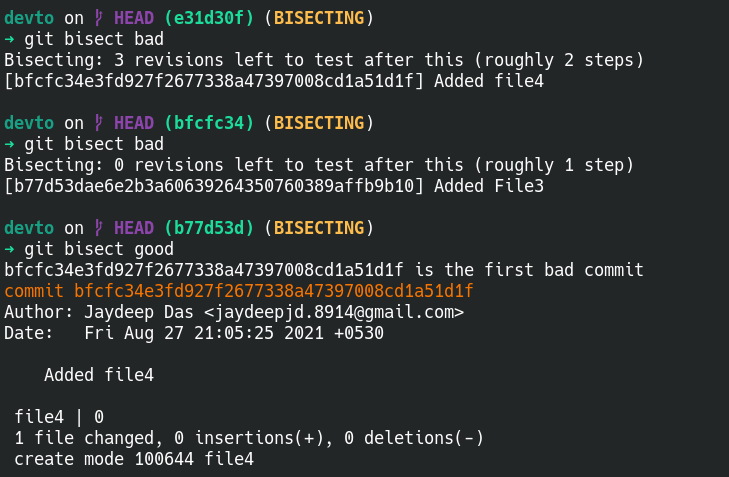 devto on ᚶ HEAD (e31d30f) (BISECTING)
➜ git bisect bad
Bisecting: 3 revisions left to test after this (roughly 2 steps)
[bfcfc34e3fd927f2677338a47397008cd1a51d1f] Added file4
devto on ᚶ HEAD (bfcfc34) (BISECTING)
➜ git bisect bad
Bisecting: 0 revisions left to test after this (roughly 1 step)
[b77d53dae6e2b3a60639264350760389affb9b10] Added File3
devto on ᚶ HEAD (b77d53d) (BISECTING)
➜ git bisect good
bfcfc34e3fd927f2677338a47397008cd1a51d1f is the first bad commit
commit bfcfc34e3fd927f2677338a47397008cd1a51d1f
Author: Jaydeep Das <jaydeepjd.8914@gmail.com>
Date:   Fri Aug 27 21:05:25 2021 +0530
    Added file4
 file4 | 0
 1 file changed, 0 insertions(+), 0 deletions(-)
 create mode 100644 file4